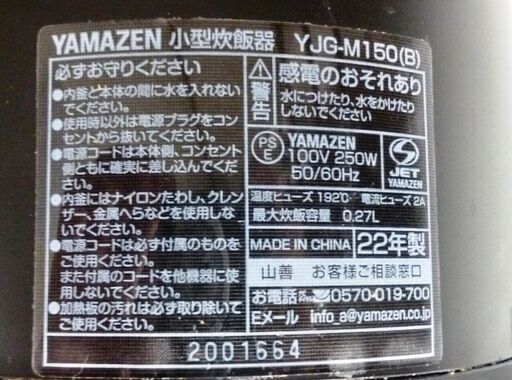 YAMAZEN 小型炊飯器 YJG-M150(B)
必ずお守りください
●内釜と本体の間に水を入れない
でください。
●使用時以外は電源プラグをコン
セントから抜いてください。
●電源コードは本体側、コンセント
側ともに確実に差し込んでくだ
さい。
●内釜にはナイロンたわし、クレン
ザー、金属へらなどを使用しな
いでください。
●電源コードは必ず付属のものを
ご使用ください。
また付属のコードを他機器に使
用しないでください。
●加熱板の汚れは必ず取り除いて
ご使用ください。
警告
感電のおそれあり
水につけたり、水をかけたり
しないでください
PS
E
YAMAZEN
100V 250W
50/60Hz
JET
YAMAZEN
温度ヒューズ 192℃ 電流ヒューズ 2A
最大炊飯容量 0.27L
MADE IN CHINA 22年製
山善 お客様ご相談窓口
お電話 0570-019-700
Eメール info_a@yamazen.co.jp
2001664